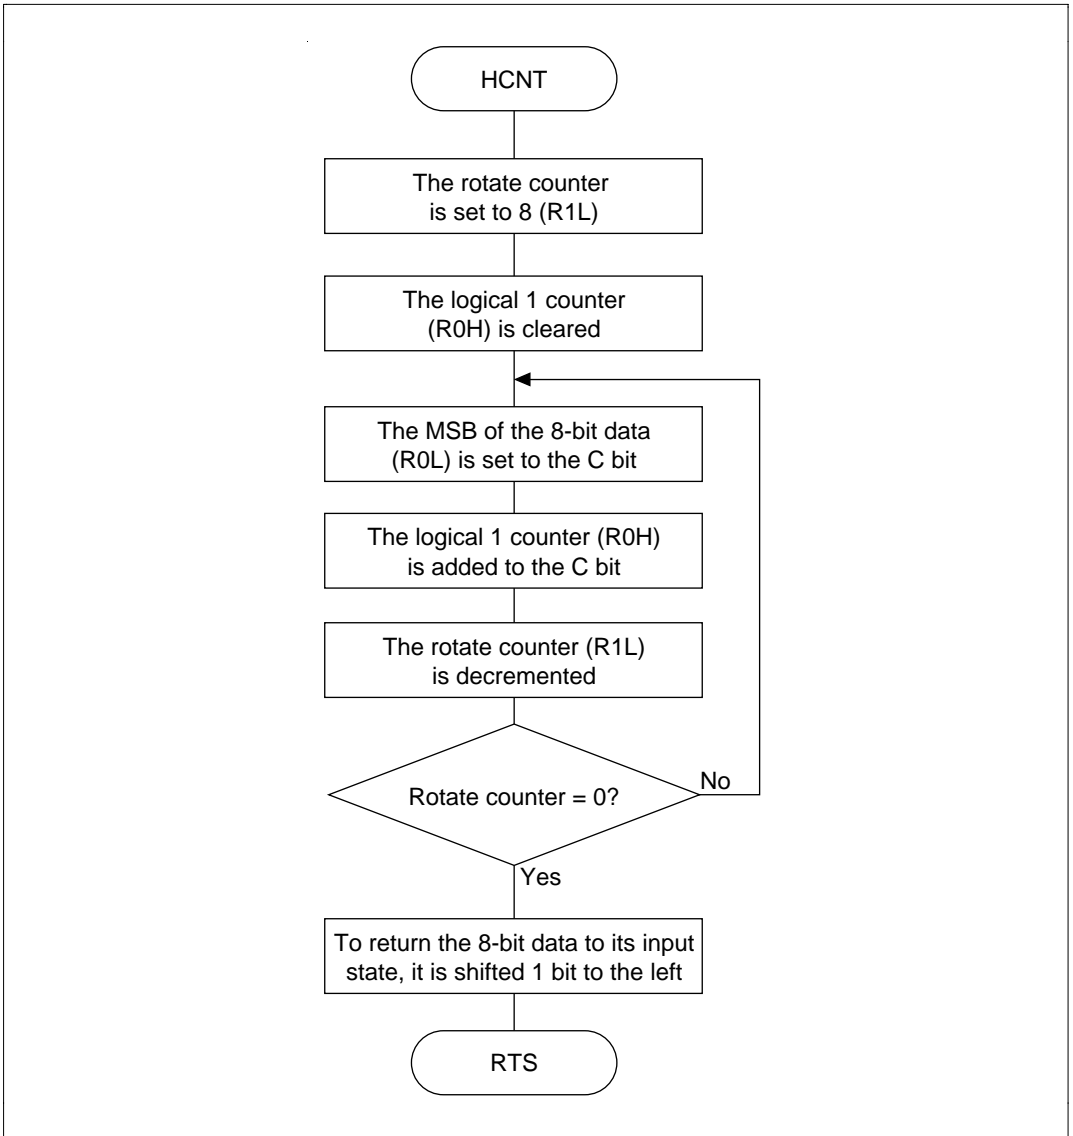 HCNT
The rotate counter
is set to 8 (R1L)
The logical 1 counter
(R0H) is cleared
The MSB of the 8-bit data
(R0L) is set to the C bit
The logical 1 counter (R0H)
is added to the C bit
The rotate counter (R1L)
is decremented
Rotate counter = 0?
No
Yes
To return the 8-bit data to its input
state, it is shifted 1 bit to the left
RTS